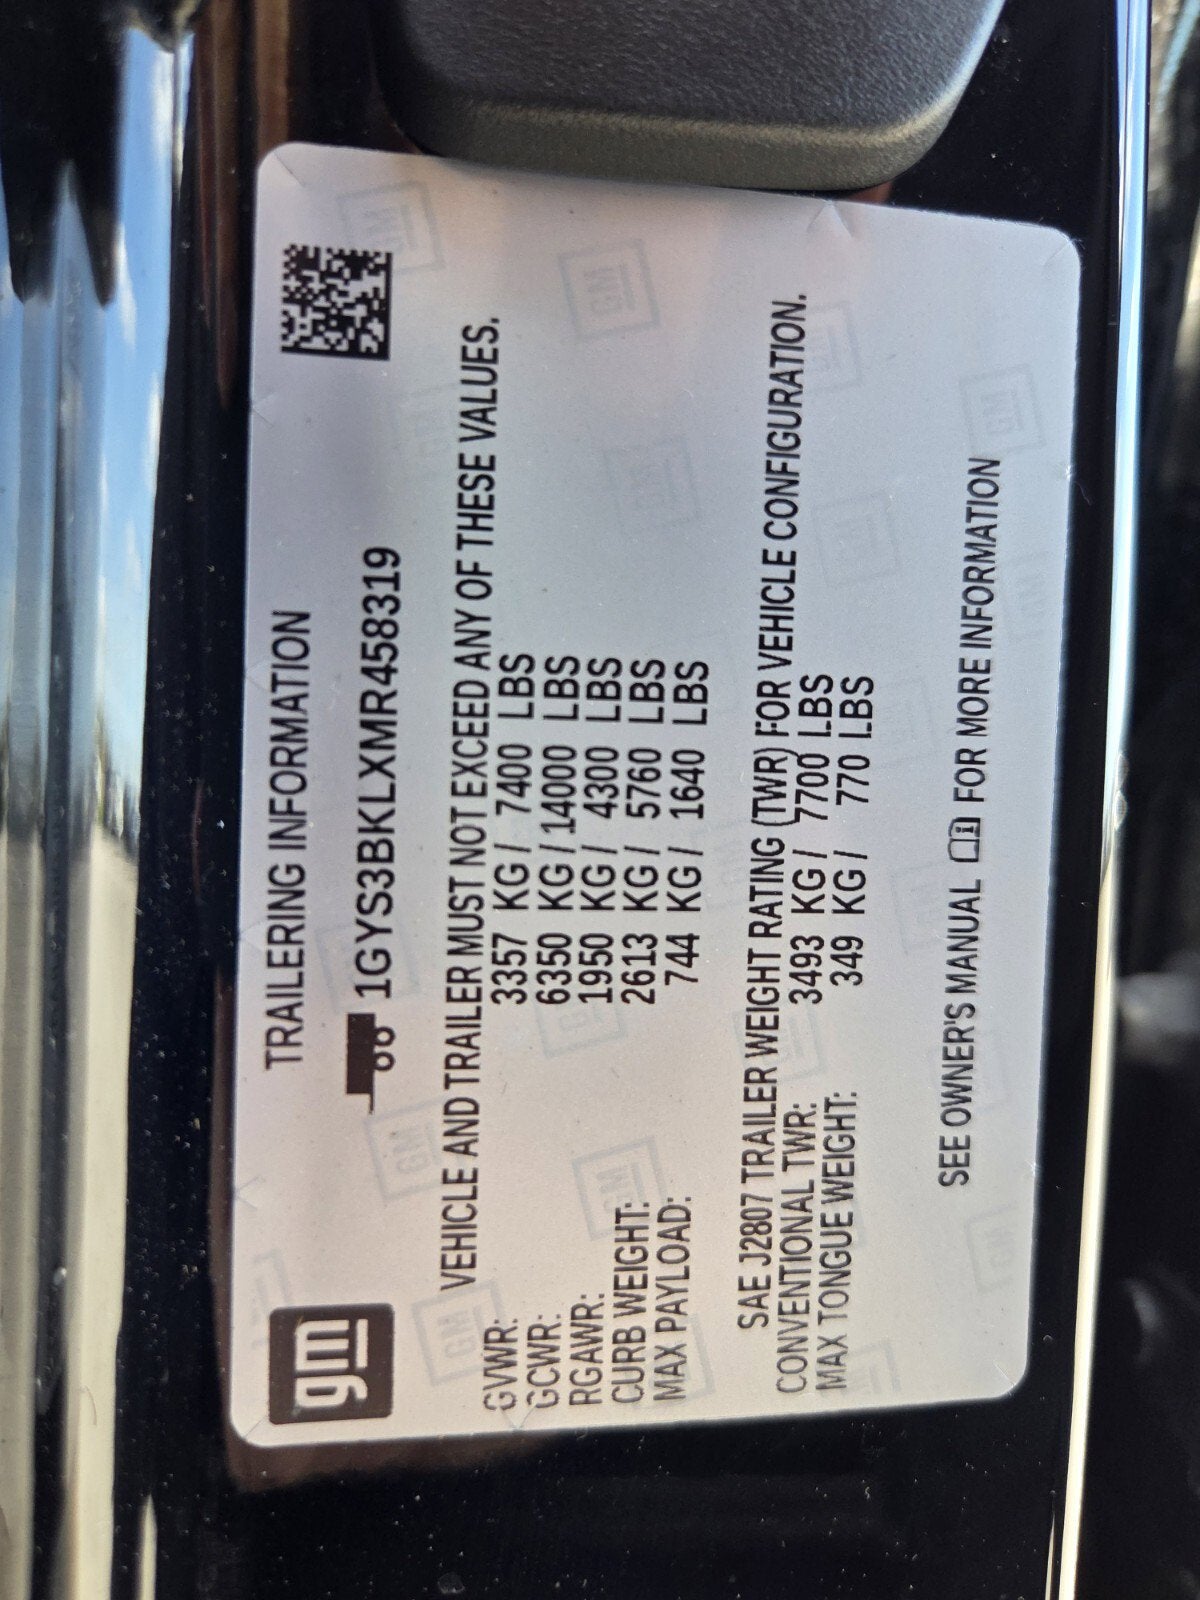 gm
TRAILERING INFORMATION
1GYS3BKLXMR458319
VEHICLE AND TRAILER MUST NOT EXCEED ANY OF THESE VALUES.
GVWR: 3357 KG / 7400 LBS
GCWR: 6350 KG / 14000 LBS
RGAWR: 1950 KG / 4300 LBS
CURB WEIGHT: 2613 KG / 5760 LBS
MAX PAYLOAD: 744 KG / 1640 LBS
SAE J2807 TRAILER WEIGHT RATING (TWR) FOR VEHICLE CONFIGURATION.
CONVENTIONAL TWR: 3493 KG / 7700 LBS
MAX TONGUE WEIGHT: 349 KG / 770 LBS
SEE OWNER'S MANUAL FOR MORE INFORMATION